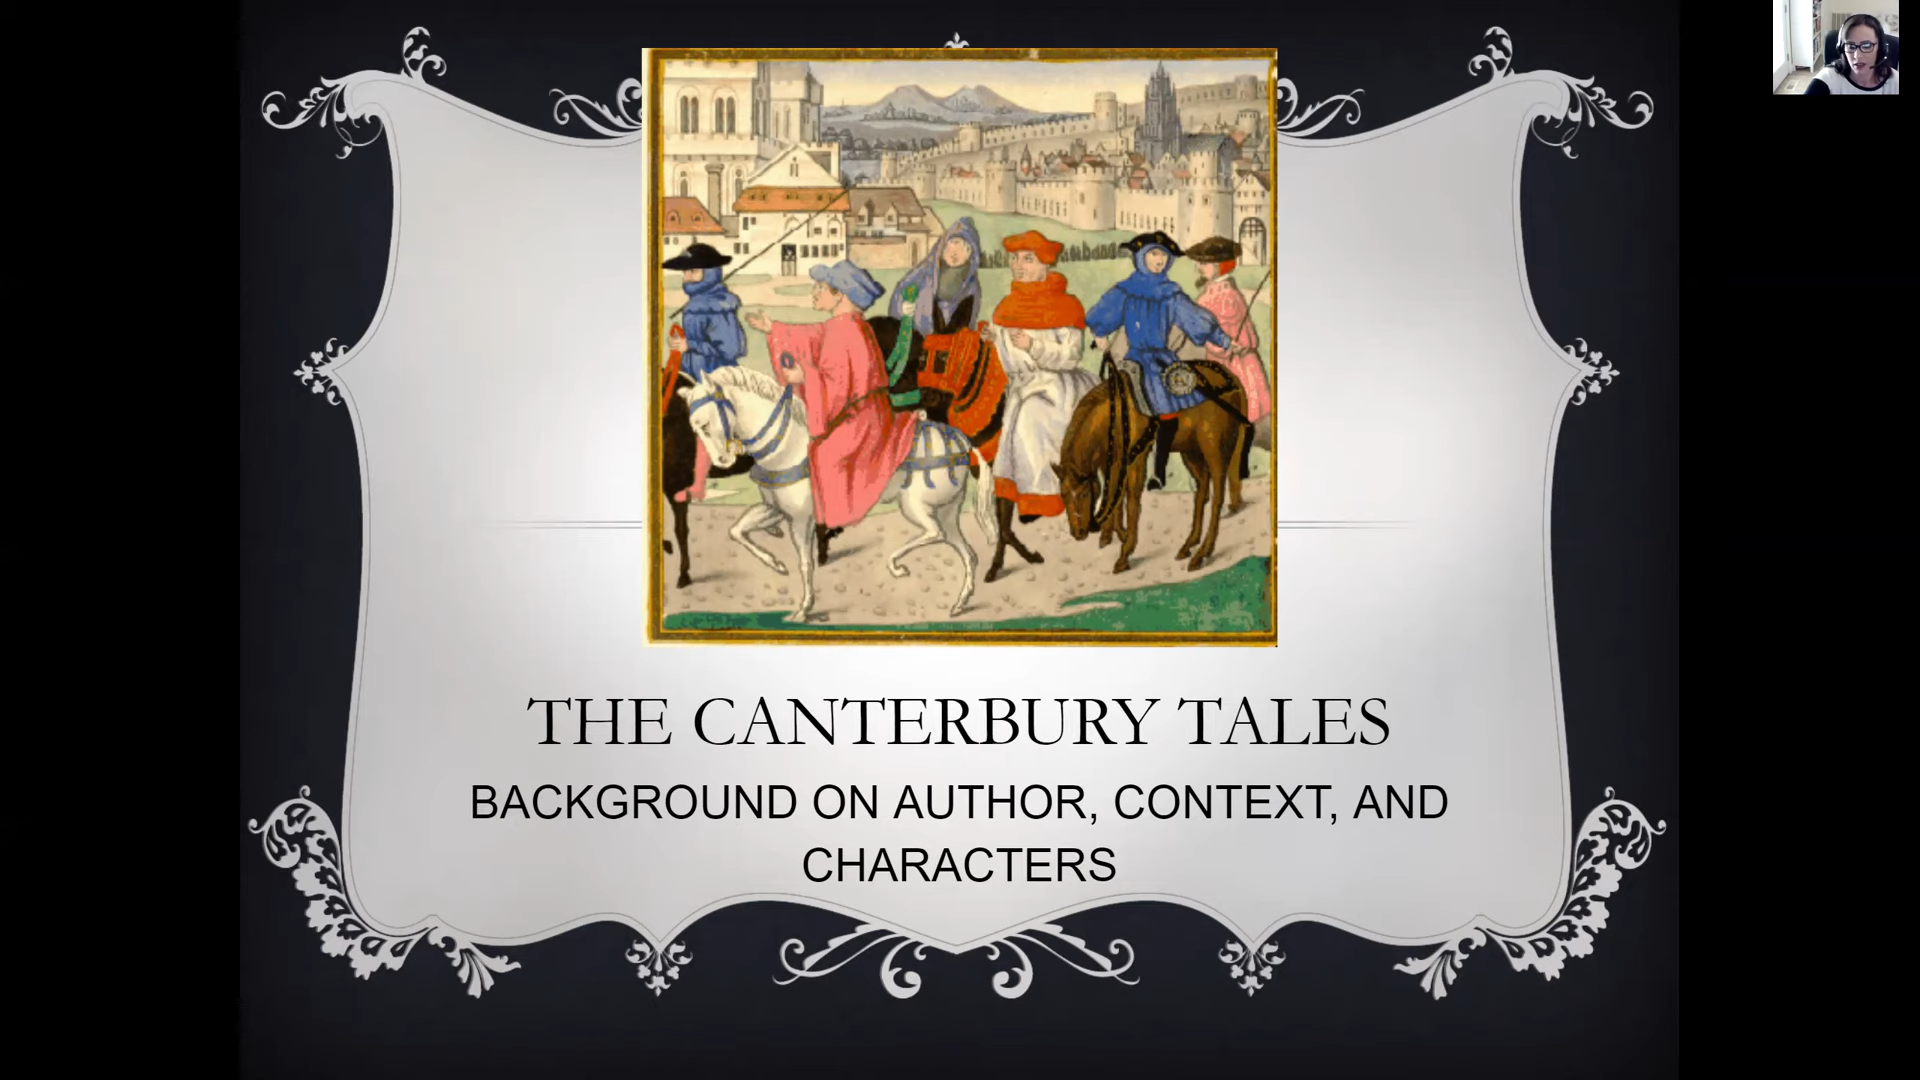 THE CANTERBURY TALES
BACKGROUND ON AUTHOR, CONTEXT, AND
CHARACTERS